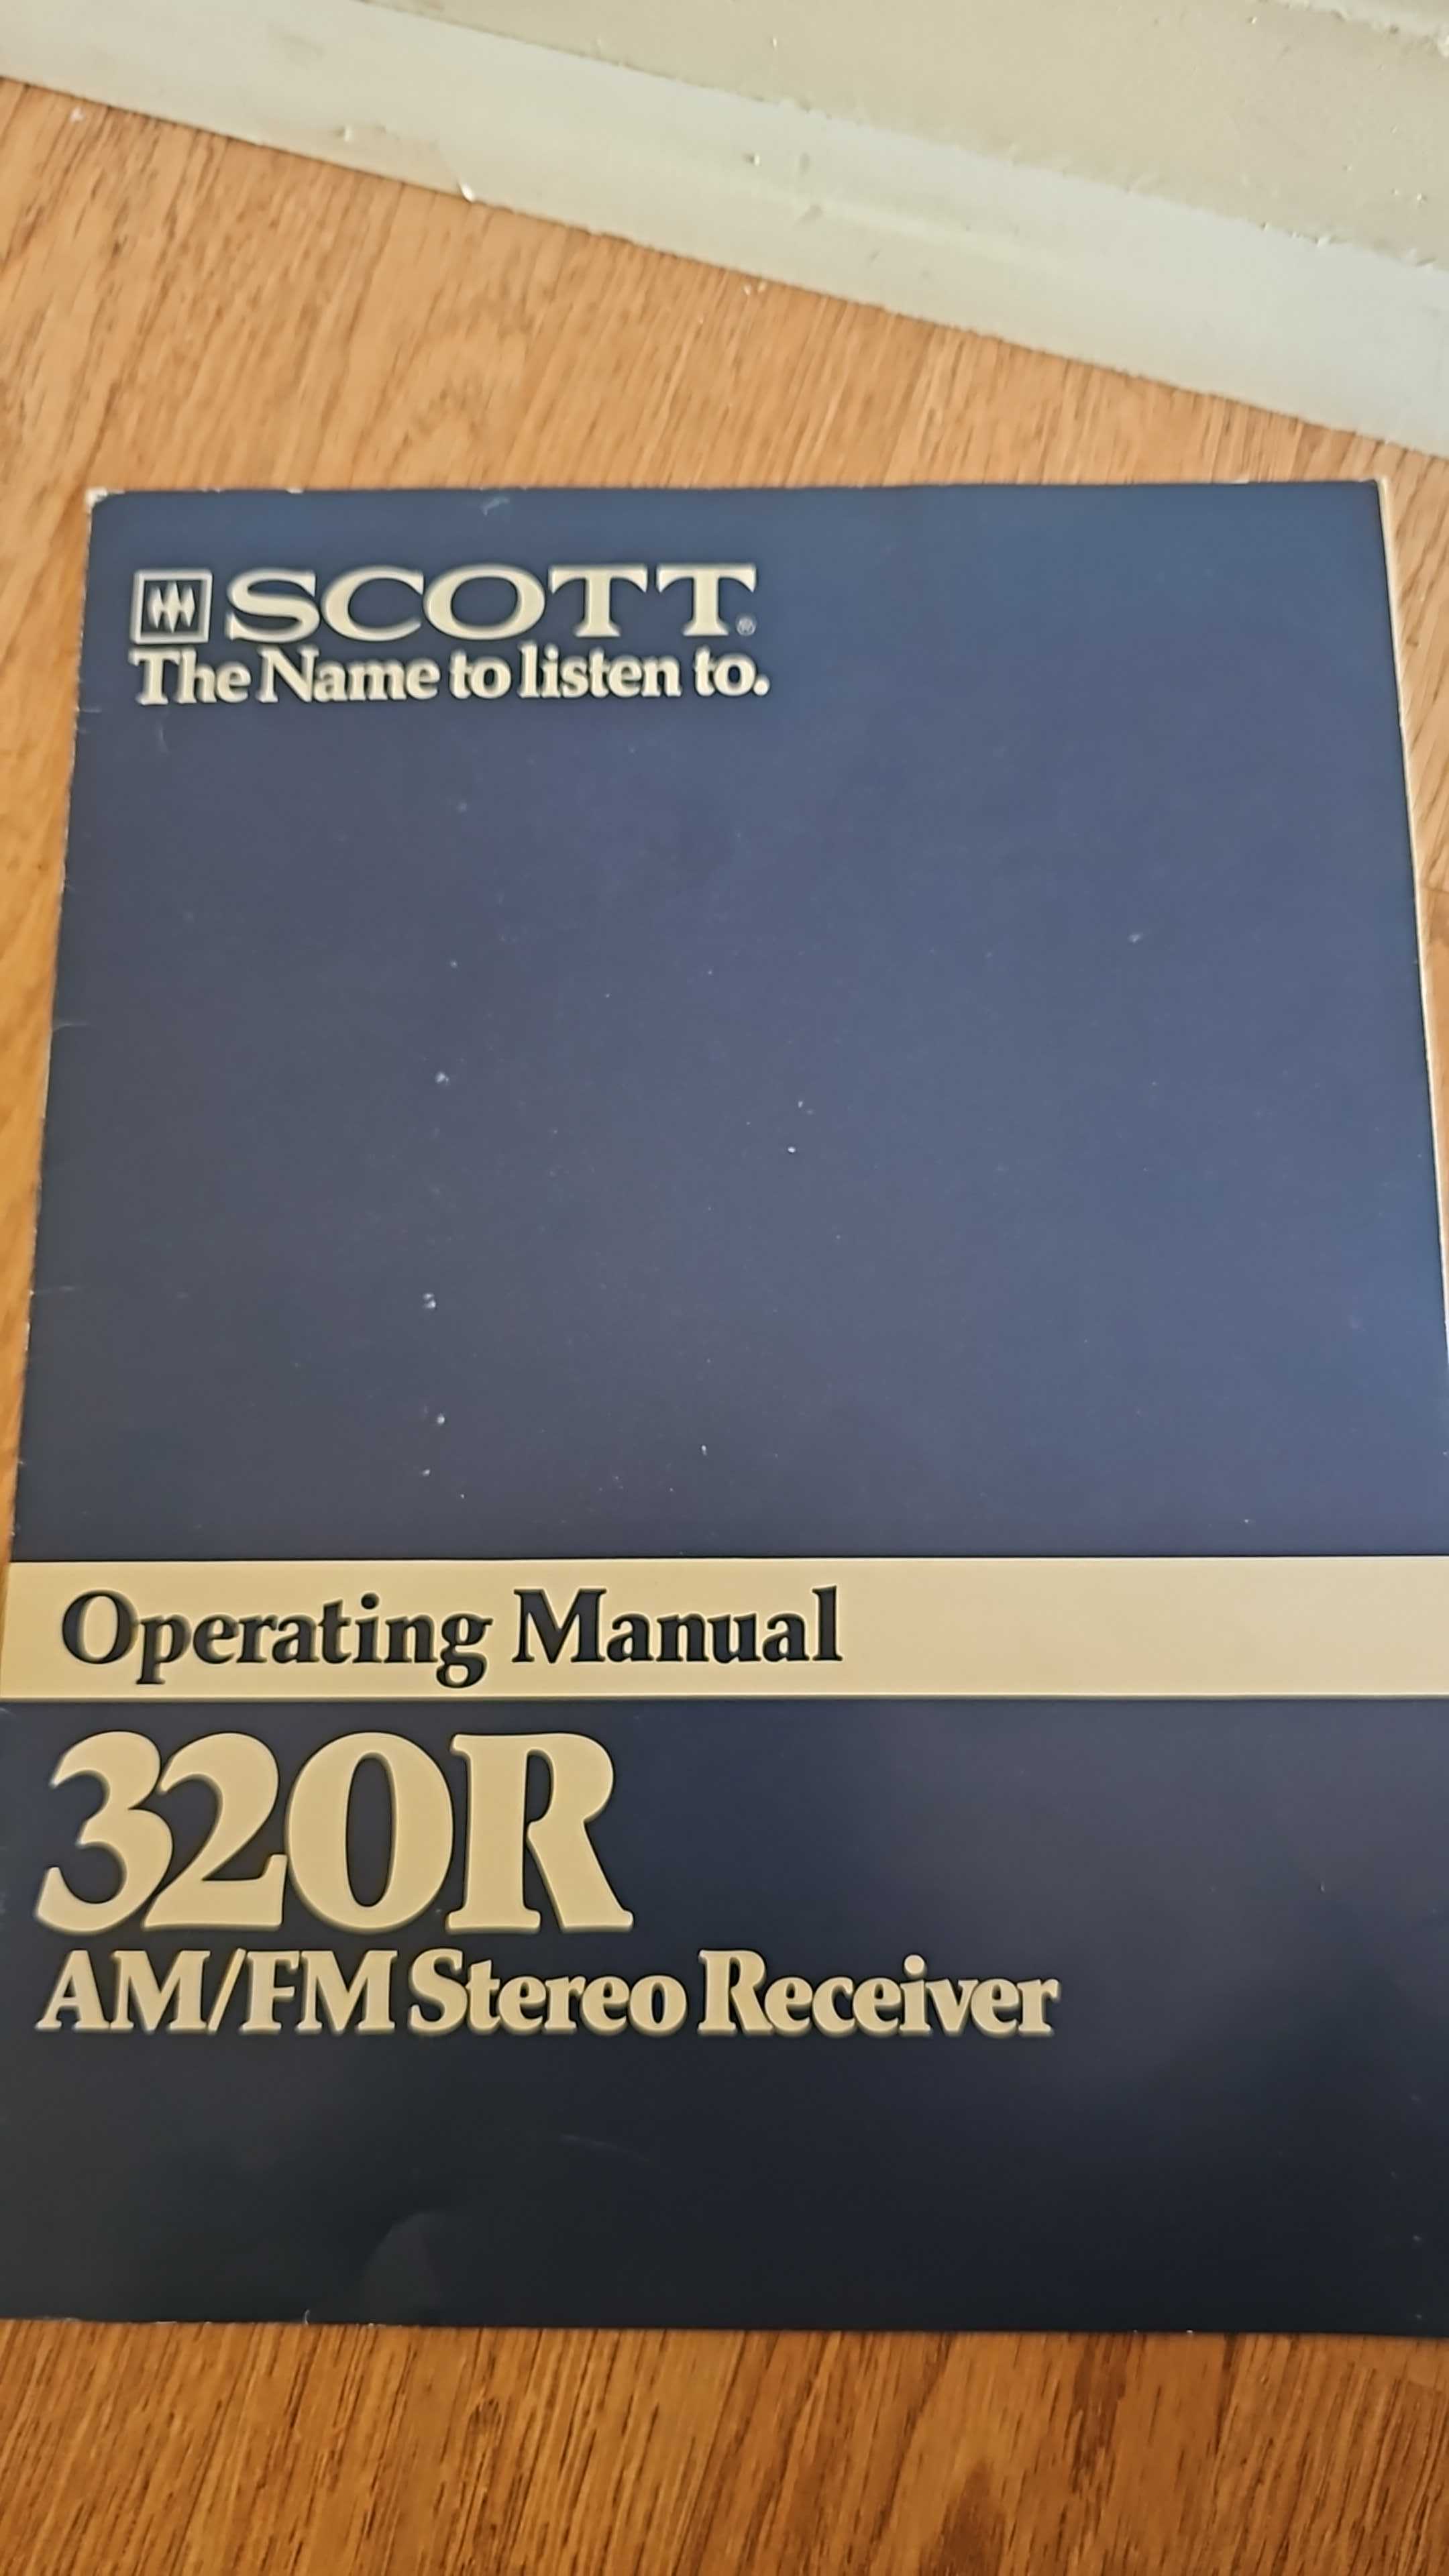 SCOTT®
The Name to listen to.
Operating Manual
320R
AM/FM Stereo Receiver